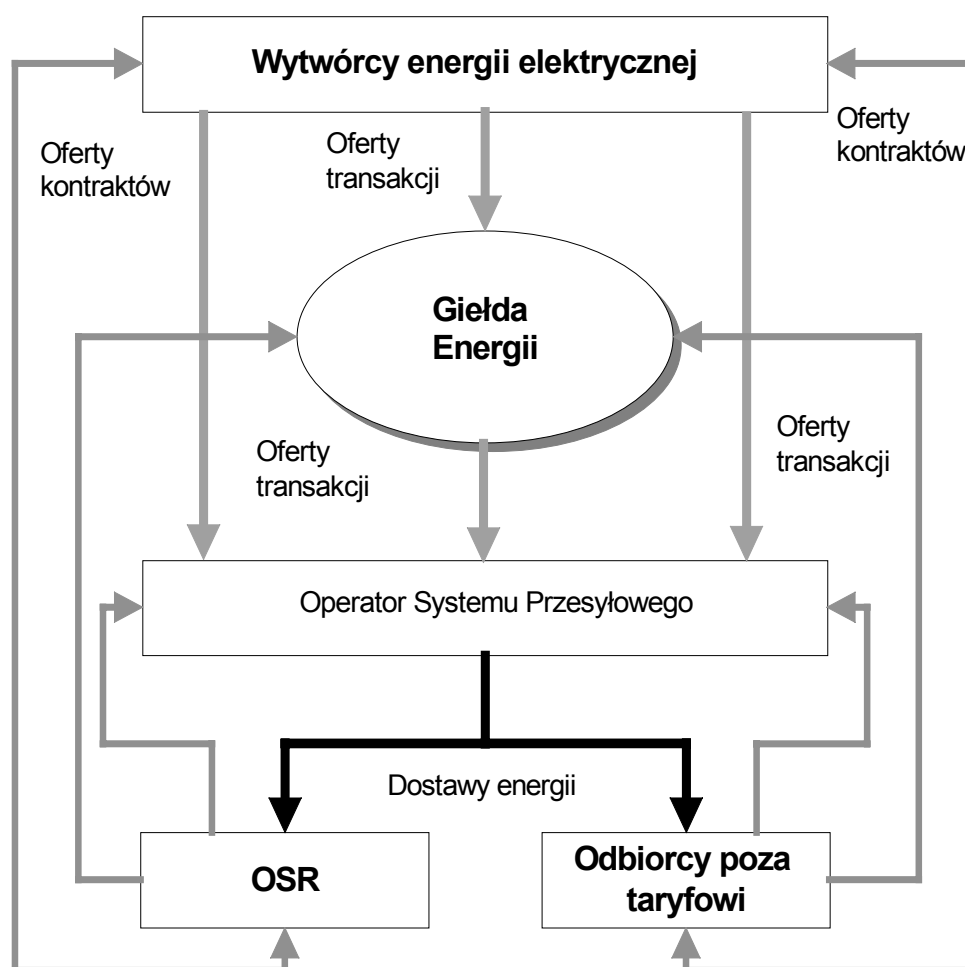 Wytwórcy energii elektrycznej
Oferty
kontraktów
Oferty
transakcji
Oferty
kontraktów
Giełda
Energii
Oferty
transakcji
Oferty
transakcji
Operator Systemu Przesyłowego
Dostawy energii
OSR
Odbiorcy poza
taryfowi